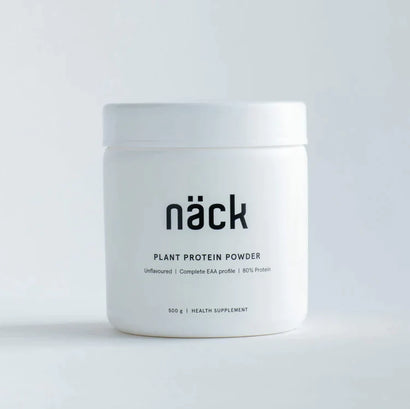 näck
PLANT PROTEIN POWDER
Unflavoured | Complete EAA profile | 80% Protein
500 g | HEALTH SUPPLEMENT